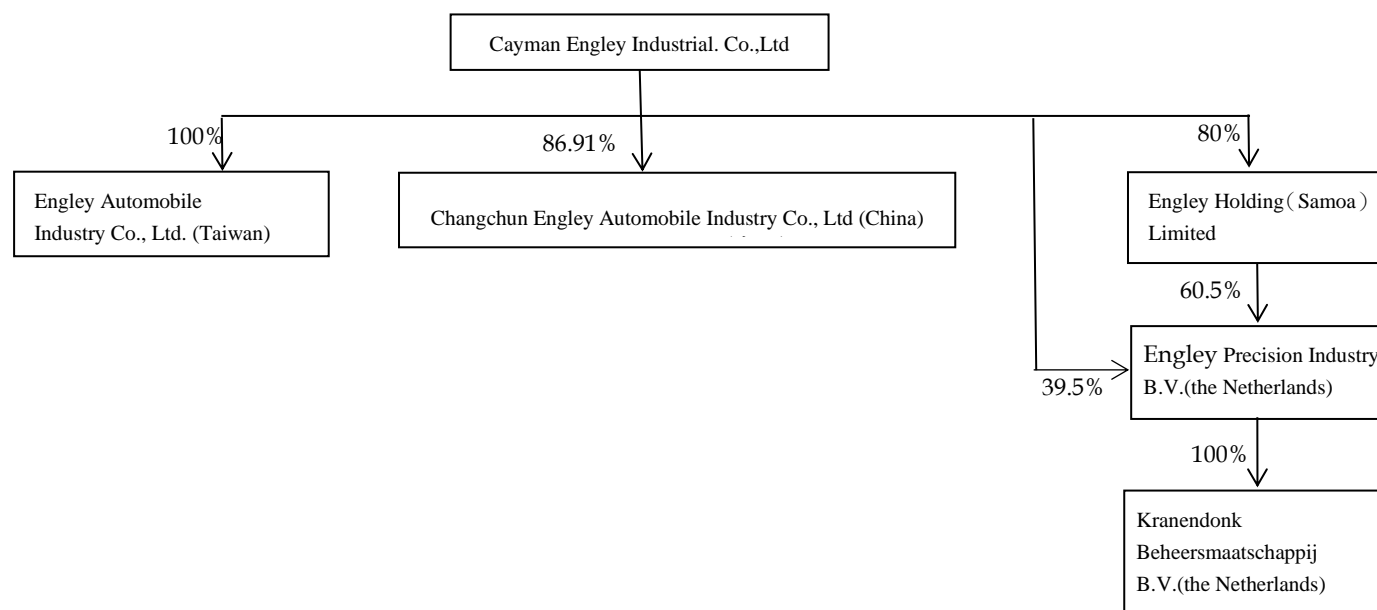 Cayman Engley Industrial. Co.,Ltd
100%
86.91%
80%
Engley Automobile
Industry Co., Ltd. (Taiwan)
Changchun Engley Automobile Industry Co., Ltd (China)
Engley Holding（Samoa）
Limited
60.5%
Engley Precision Industry
B.V.(the Netherlands)
39.5%
100%
Kranendonk
Beheersmaatschappij
B.V.(the Netherlands)